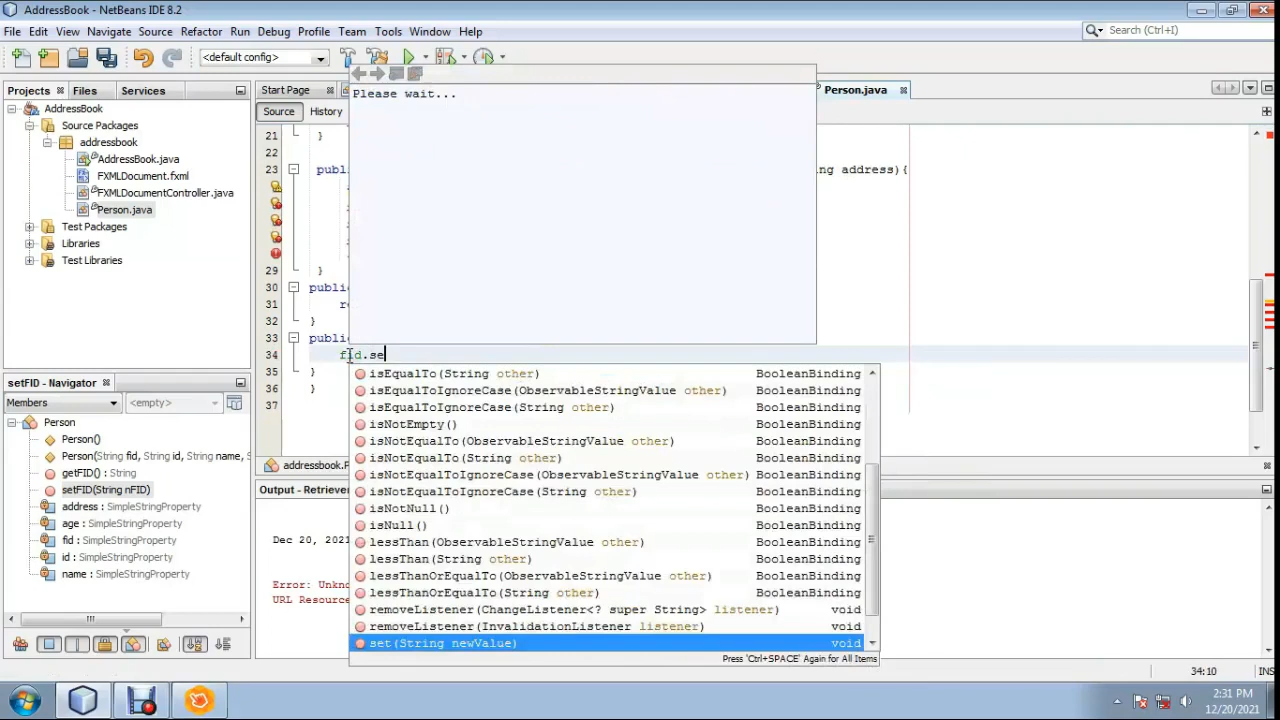 AddressBook - NetBeans IDE 8.2
File Edit View Navigate Source Refactor Run Debug Profile Team Tools Window Help
Search (Ctrl+I)
<default config>
Projects Files Services
Start Page
Person.java
Please wait...
Source History
AddressBook
Source Packages
addressbook
AddressBook.java
FXMLDocument.fxml
FXMLDocumentController.java
Person.java
Test Packages
Libraries
Test Libraries
21 }
22
23 publ ng address){
29 }
30 public
31 re
32 }
33 public
34 fid.se
35 }
36 }
37
isEqualTo(String other) BooleanBinding
isEqualToIgnoreCase(ObservableStringValue other) BooleanBinding
isEqualToIgnoreCase(String other) BooleanBinding
isNotEmpty() BooleanBinding
isNotEqualTo(ObservableStringValue other) BooleanBinding
isNotEqualTo(String other) BooleanBinding
isNotEqualToIgnoreCase(ObservableStringValue other) BooleanBinding
isNotEqualToIgnoreCase(String other) BooleanBinding
isNotNull() BooleanBinding
isNull() BooleanBinding
lessThan(ObservableStringValue other) BooleanBinding
lessThan(String other) BooleanBinding
lessThanOrEqualTo(ObservableStringValue other) BooleanBinding
lessThanOrEqualTo(String other) BooleanBinding
removeListener(ChangeListener<? super String> listener) void
removeListener(InvalidationListener listener) void
set(String newValue) void
Press 'Ctrl+SPACE' Again for All Items
setFID - Navigator
Members <empty>
Person
Person()
Person(String fid, String id, String name, S
getFID() : String
setFID(String nFID)
address : SimpleStringProperty
age : SimpleStringProperty
fid : SimpleStringProperty
id : SimpleStringProperty
name : SimpleStringProperty
addressbook.P
Output - Retriever
Dec 20, 2021
Error: Unkno
URL Resource
34:10 INS
2:31 PM
12/20/2021